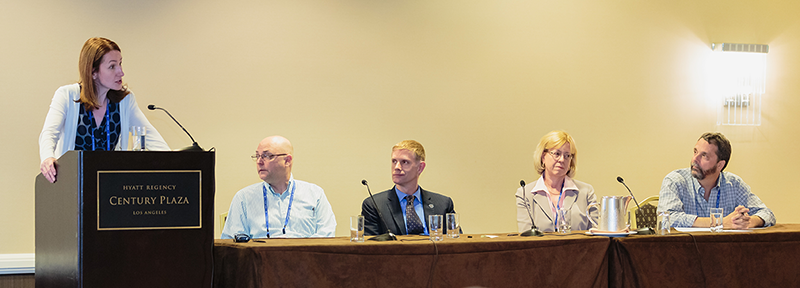 HYATT REGENCY
CENTURY PLAZA
LOS ANGELES